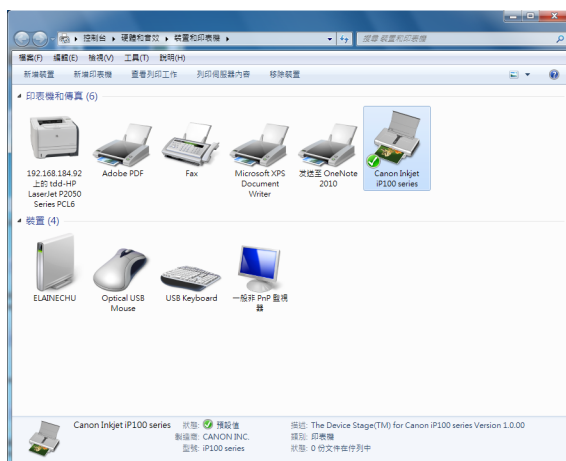 控制台 ▸ 硬體和音效 ▸ 裝置和印表機 ▸
搜尋 裝置和印表機
檔案(F) 編輯(E) 檢視(V) 工具(T) 說明(H)
新增裝置 新增印表機 查看列印工作 列印伺服器內容 移除裝置
印表機和傳真 (6)
192.168.184.92
上的 tdd-HP
LaserJet P2050
Series PCL6
Adobe PDF
Fax
Microsoft XPS
Document
Writer
发送至 OneNote
2010
Canon Inkjet
iP100 series
裝置 (4)
ELAINECHU
Optical USB
Mouse
USB Keyboard
一般非 PnP 監視
器
Canon Inkjet iP100 series 狀態: 預設值 描述: The Device Stage(TM) for Canon iP100 series Version 1.0.00
製造商: CANON INC. 類別: 印表機
型號: iP100 series 狀態: 0 份文件在佇列中